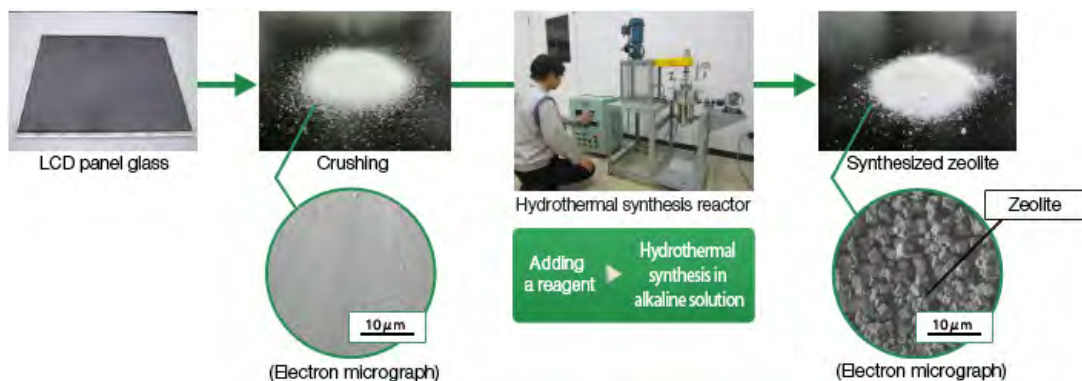 LCD panel glass
Crushing
Hydrothermal synthesis reactor
Synthesized zeolite
Zeolite
Adding
a reagent
Hydrothermal
synthesis in
alkaline solution
10μm
(Electron micrograph)
10μm
(Electron micrograph)